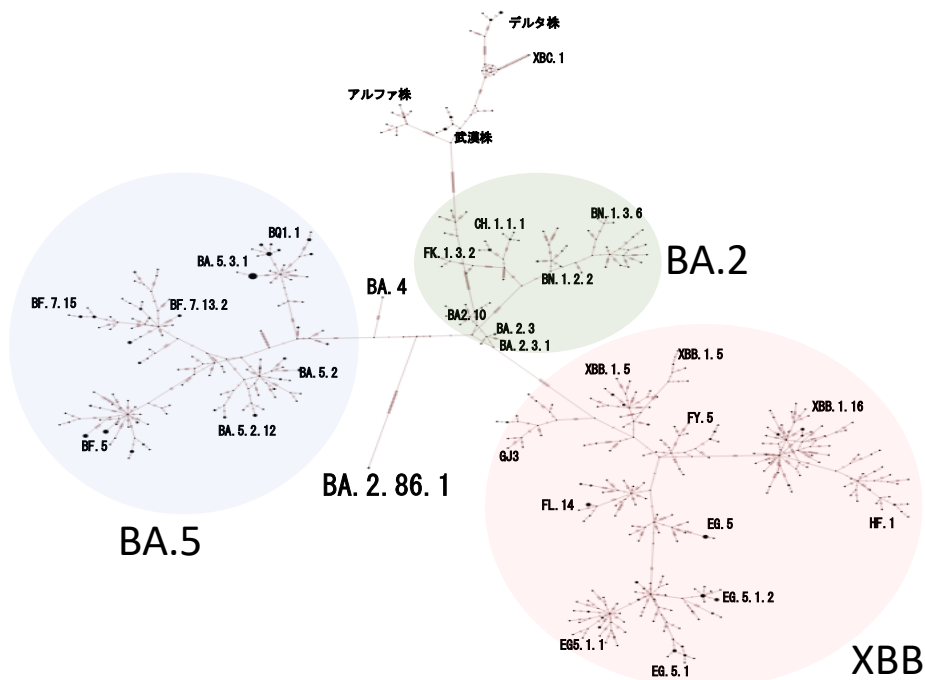 デルタ株
XBC.1
アルファ株
武漢株
BN.1.3.6
CH.1.1.1
BQ1.1
FK.1.3.2
BA.2
BA.5.3.1
BN.1.2.2
BA.4
BF.7.15
BF.7.13.2
BA2.10
BA.2.3
BA.2.3.1
XBB.1.5
XBB.1.5
BA.5.2
XBB.1.16
FY.5
BA.5.2.12
BF.5
GJ3
BA.2.86.1
FL.14
HF.1
EG.5
BA.5
EG.5.1.2
EG5.1.1
EG.5.1
XBB